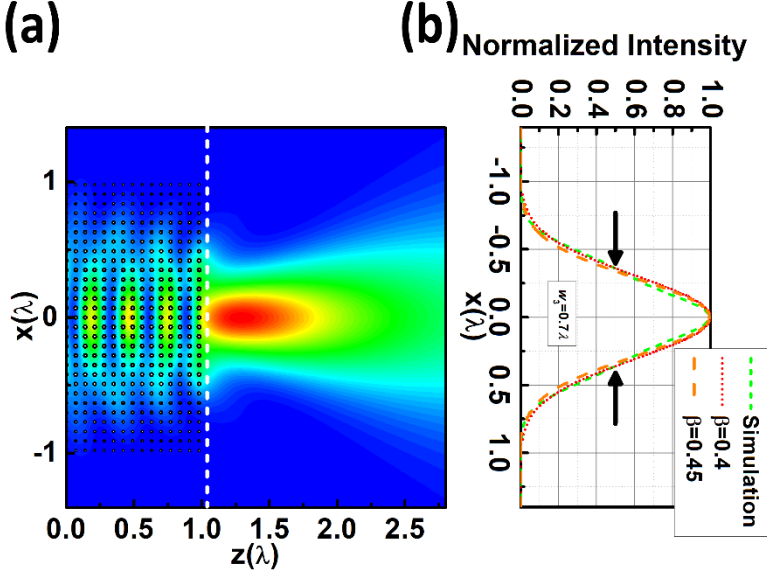 (a)
x(λ)
1
0
-1
0.0 0.5 1.0 1.5 2.0 2.5
z(λ)
(b)
Normalized Intensity
0.0 0.2 0.4 0.6 0.8 1.0
-1.0 -0.5 0.0 0.5 1.0
x(λ)
w3=0.7λ
Simulation
β=0.4
β=0.45